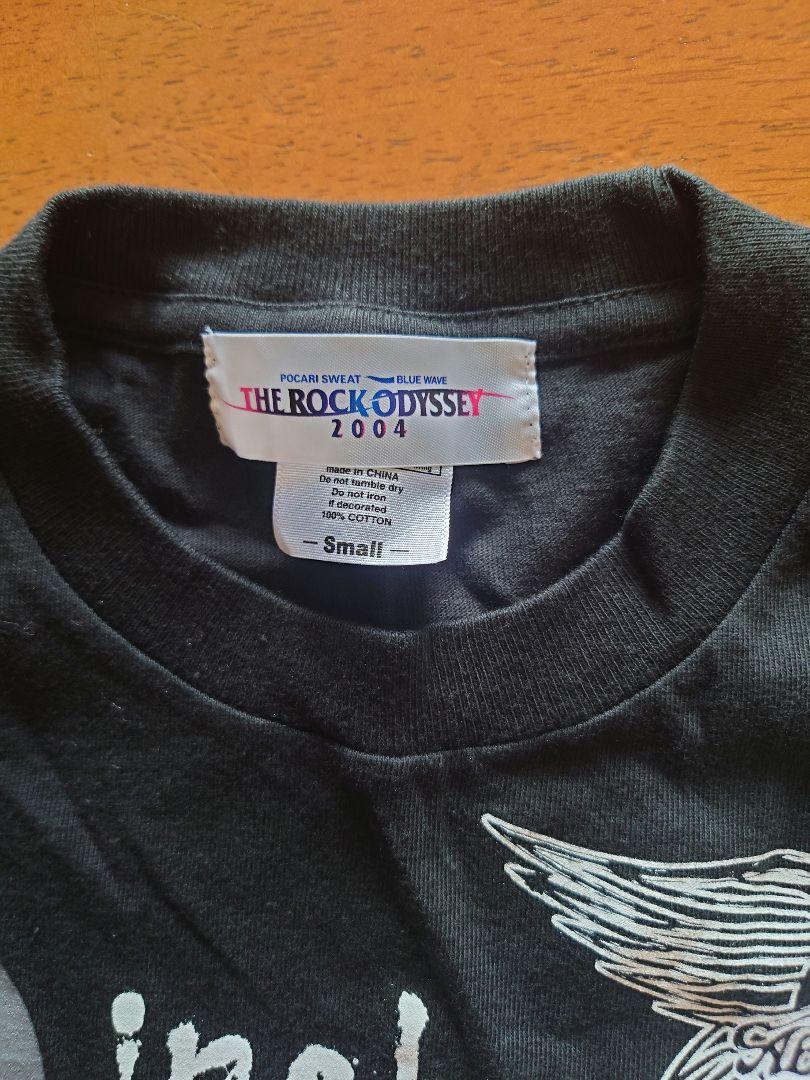 POCARI SWEAT BLUE WAVE
THE ROCK ODYSSEY
2004
made in CHINA
Do not tumble dry
Do not iron
if decorated
100% COTTON
- Small -